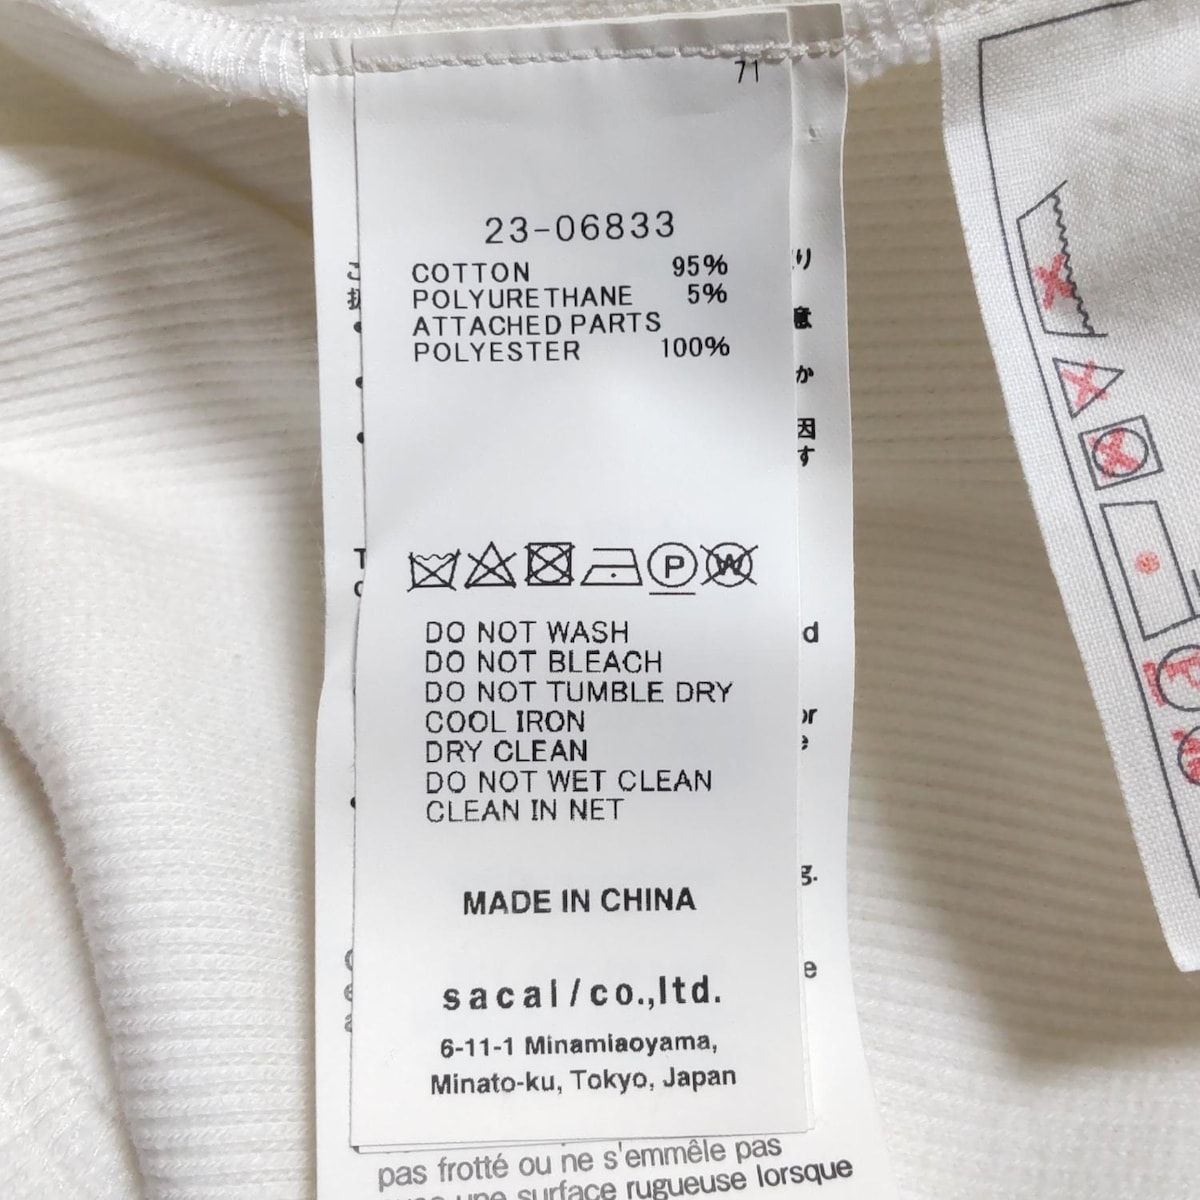 71
23-06833
COTTON 95%
POLYURETHANE 5%
ATTACHED PARTS
POLYESTER 100%
P W
DO NOT WASH
DO NOT BLEACH
DO NOT TUMBLE DRY
COOL IRON
DRY CLEAN
DO NOT WET CLEAN
CLEAN IN NET
MADE IN CHINA
sacai/co.,ltd.
6-11-1 Minamiaoyama,
Minato-ku, Tokyo, Japan
pas frotté ou ne s'emmêle pas
une surface rugueuse lorsque